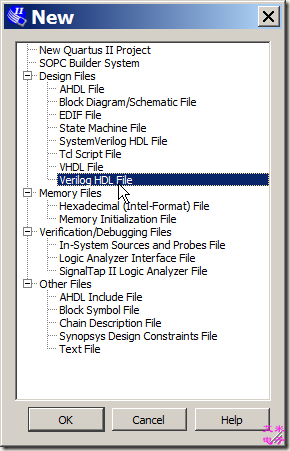 New
New Quartus II Project
SOPC Builder System
Design Files
AHDL File
Block Diagram/Schematic File
EDIF File
State Machine File
SystemVerilog HDL File
Tcl Script File
VHDL File
Verilog HDL File
Memory Files
Hexadecimal (Intel-Format) File
Memory Initialization File
Verification/Debugging Files
In-System Sources and Probes File
Logic Analyzer Interface File
SignalTap II Logic Analyzer File
Other Files
AHDL Include File
Block Symbol File
Chain Description File
Synopsys Design Constraints File
Text File
OK Cancel Help